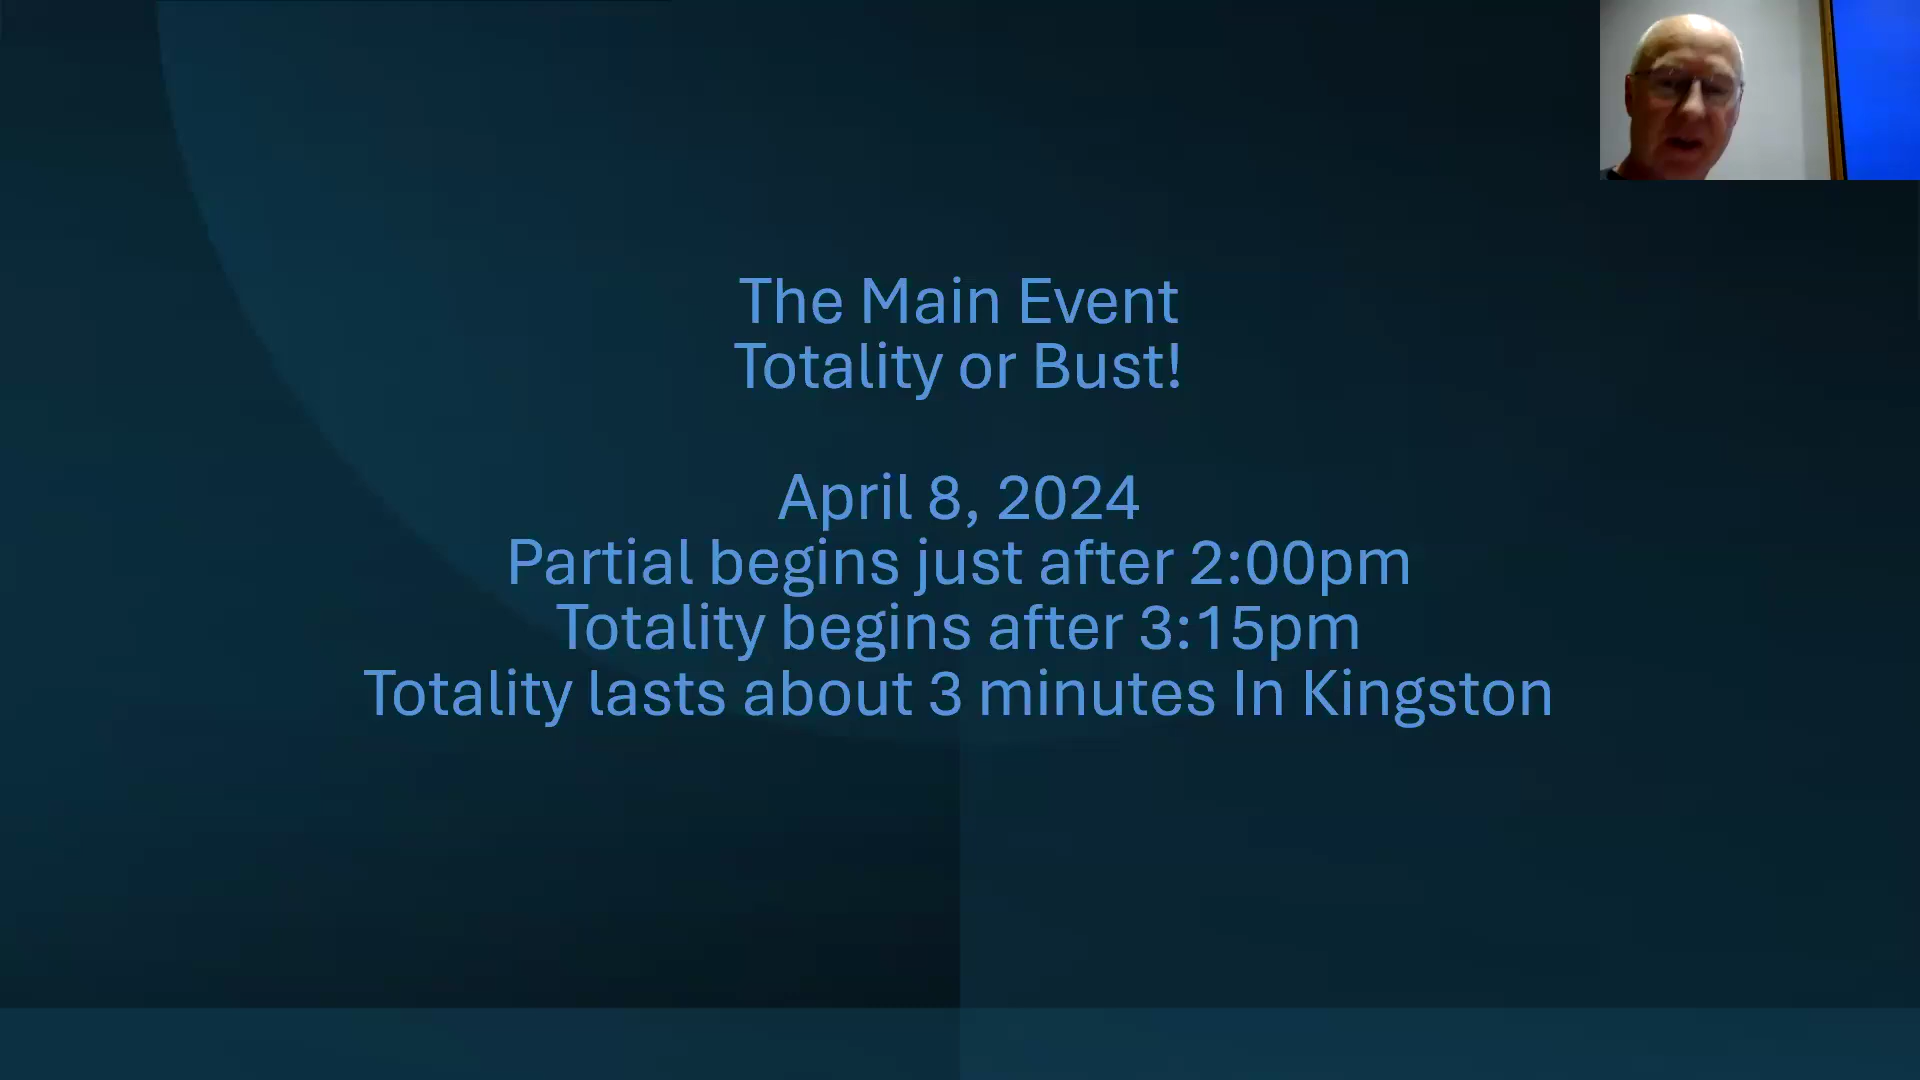 The Main Event
Totality or Bust!
April 8, 2024
Partial begins just after 2:00pm
Totality begins after 3:15pm
Totality lasts about 3 minutes In Kingston